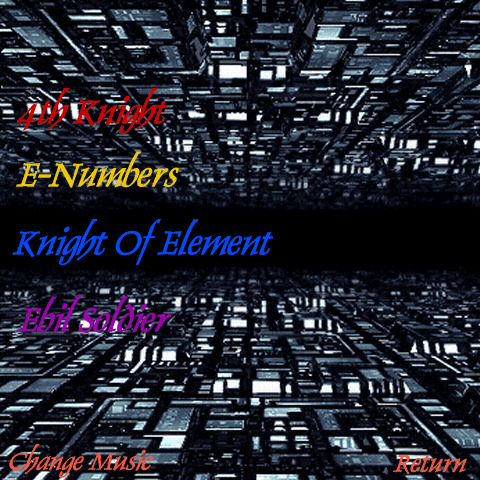 4th Knight
E-Numbers
Knight Of Element
Ebil Soldier
Change Music
Return